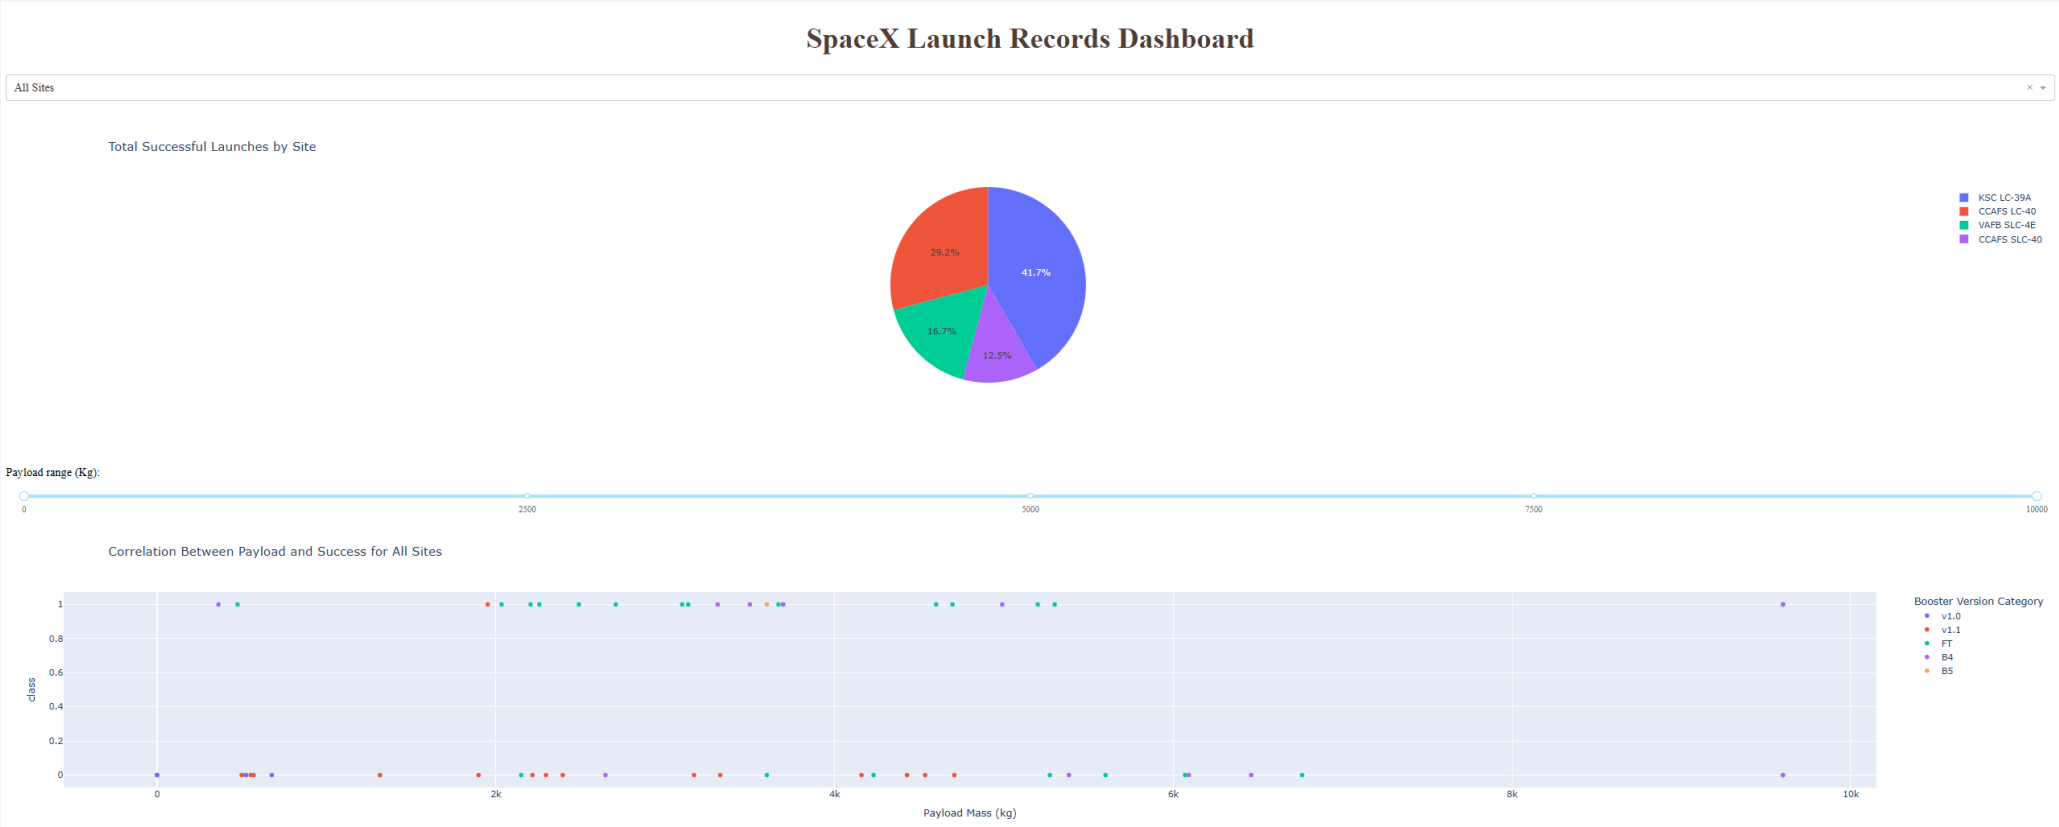 SpaceX Launch Records Dashboard
All Sites
× 
Total Successful Launches by Site
KSC LC-39A
CCAFS LC-40
VAFB SLC-4E
CCAFS SLC-40
29.2%
41.7%
16.7%
12.5%
Payload range (Kg):
0 2500 5000 7500 10000
Correlation Between Payload and Success for All Sites
Booster Version Category
v1.0
v1.1
FT
B4
B5
class
1
0.8
0.6
0.4
0.2
0
0 2k 4k 6k 8k 10k
Payload Mass (kg)